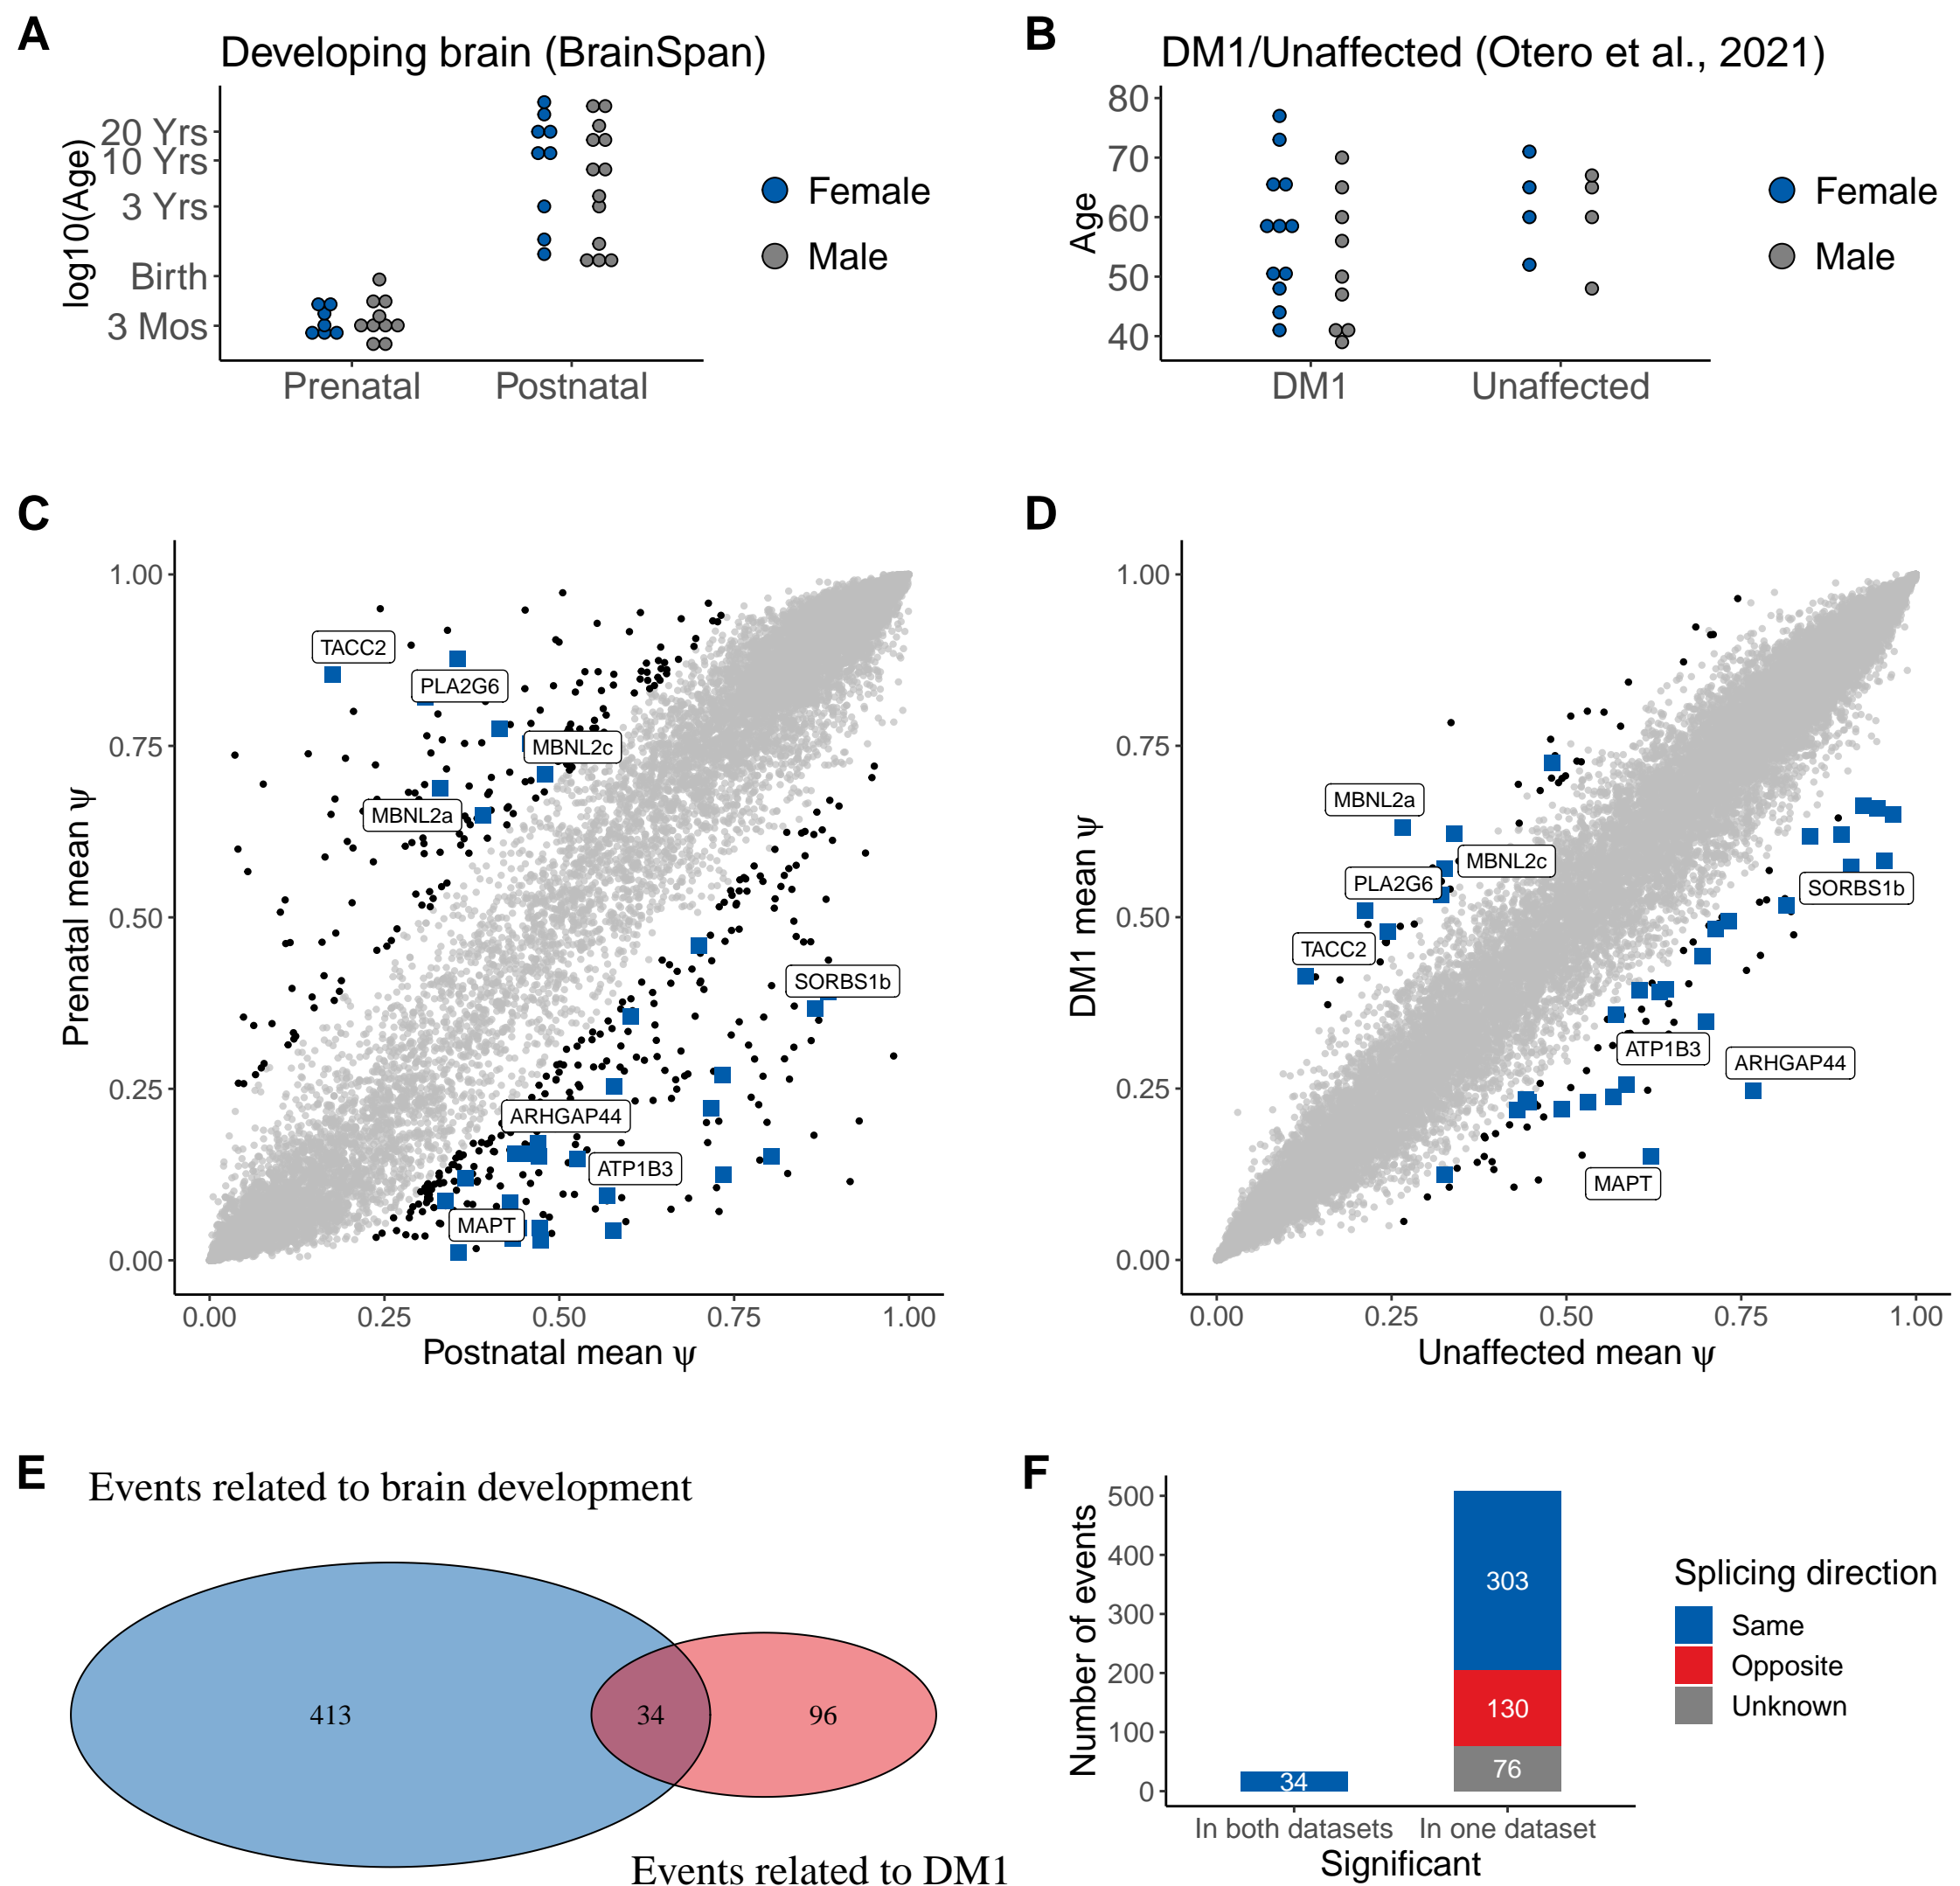 A
Developing brain (BrainSpan)
log10(Age)
20 Yrs
10 Yrs
3 Yrs
Birth
3 Mos
Prenatal
Postnatal
Female
Male
B
DM1/Unaffected (Otero et al., 2021)
Age
80
70
60
50
40
DM1
Unaffected
Female
Male
C
Prenatal mean ψ
1.00
0.75
0.50
0.25
0.00
TACC2
PLA2G6
MBNL2c
MBNL2a
SORBS1b
ARHGAP44
ATP1B3
MAPT
0.00
0.25
0.50
0.75
1.00
Postnatal mean ψ
D
DM1 mean ψ
1.00
0.75
0.50
0.25
0.00
MBNL2a
MBNL2c
PLA2G6
SORBS1b
TACC2
ATP1B3
ARHGAP44
MAPT
0.00
0.25
0.50
0.75
1.00
Unaffected mean ψ
E
Events related to brain development
413
34
96
Events related to DM1
F
Number of events
500
400
300
200
100
0
34
303
130
76
In both datasets
In one dataset
Significant
Splicing direction
Same
Opposite
Unknown